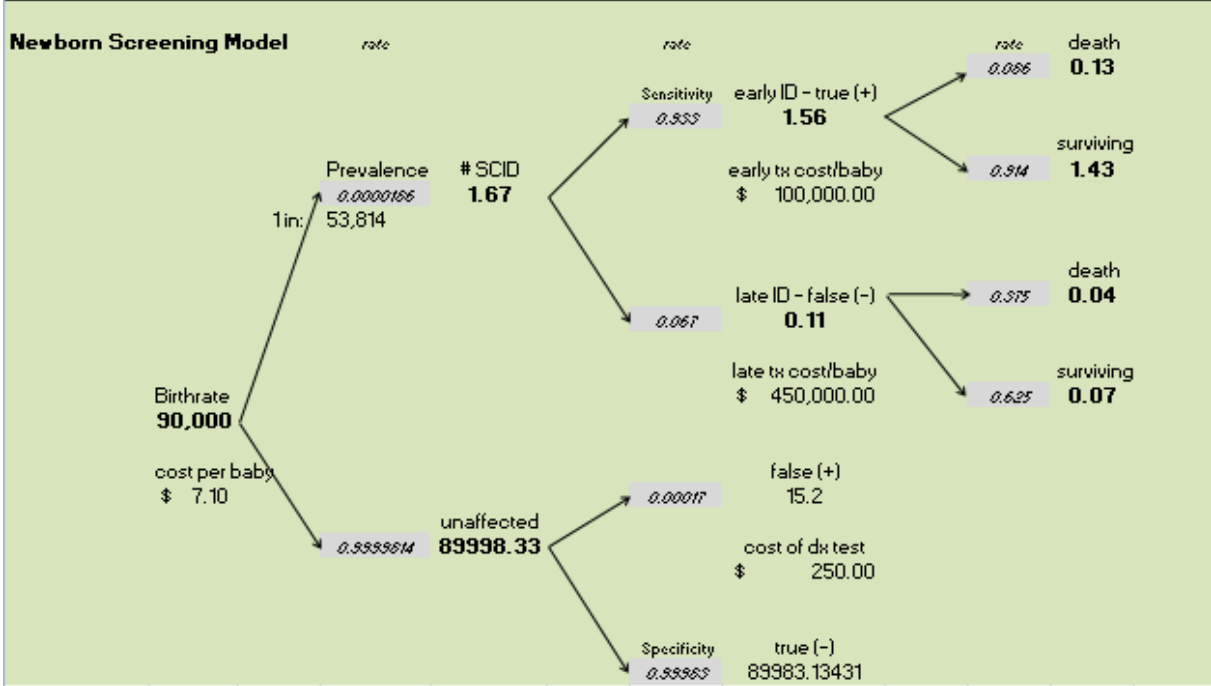 Newborn Screening Model
rate
rate
rate
death
0.086
0.13
Sensitivity
early ID - true (+)
0.933
1.56
surviving
0.914
1.43
Prevalence
# SCID
early tx cost/baby
0.0000186
1.67
$ 100,000.00
1 in: 53,814
death
late ID - false (-)
0.375
0.04
0.067
0.11
late tx cost/baby
surviving
$ 450,000.00
0.625
0.07
Birthrate
90,000
cost per baby
$ 7.10
false (+)
0.00017
15.2
unaffected
0.9999814
89998.33
cost of dx test
$ 250.00
Specificity
true (-)
0.99983
89983.13431